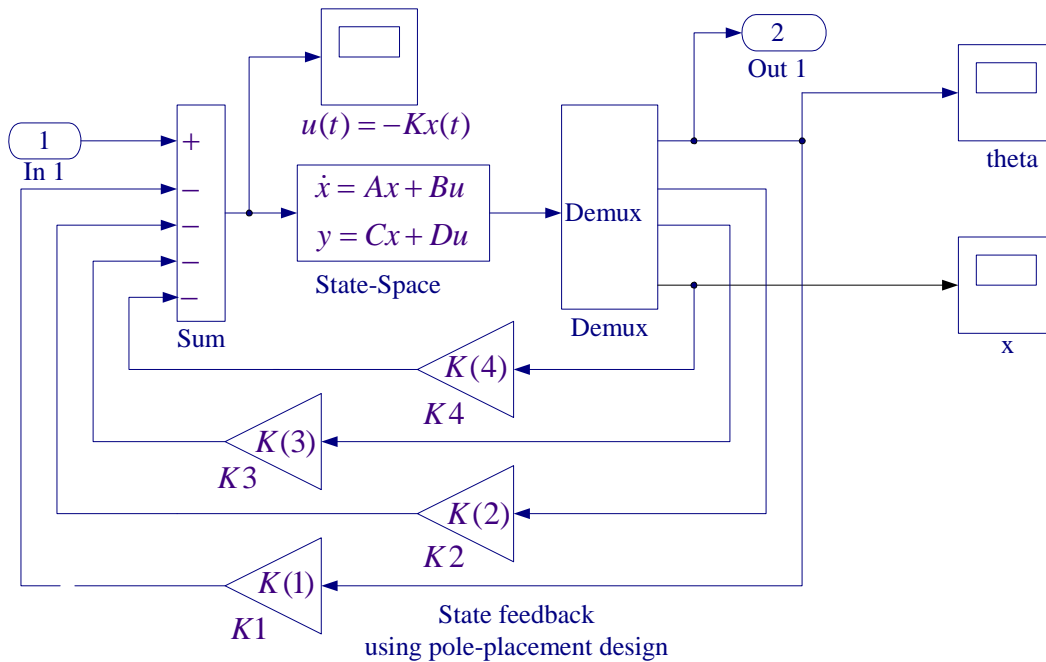 2
Out 1
u(t) = −Kx(t)
theta
1
In 1
+
−
−
−
−
Sum
ẋ = Ax + Bu
y = Cx + Du
State-Space
Demux
Demux
x
K(4)
K4
K(3)
K3
K(2)
K2
K(1)
K1
State feedback
using pole-placement design